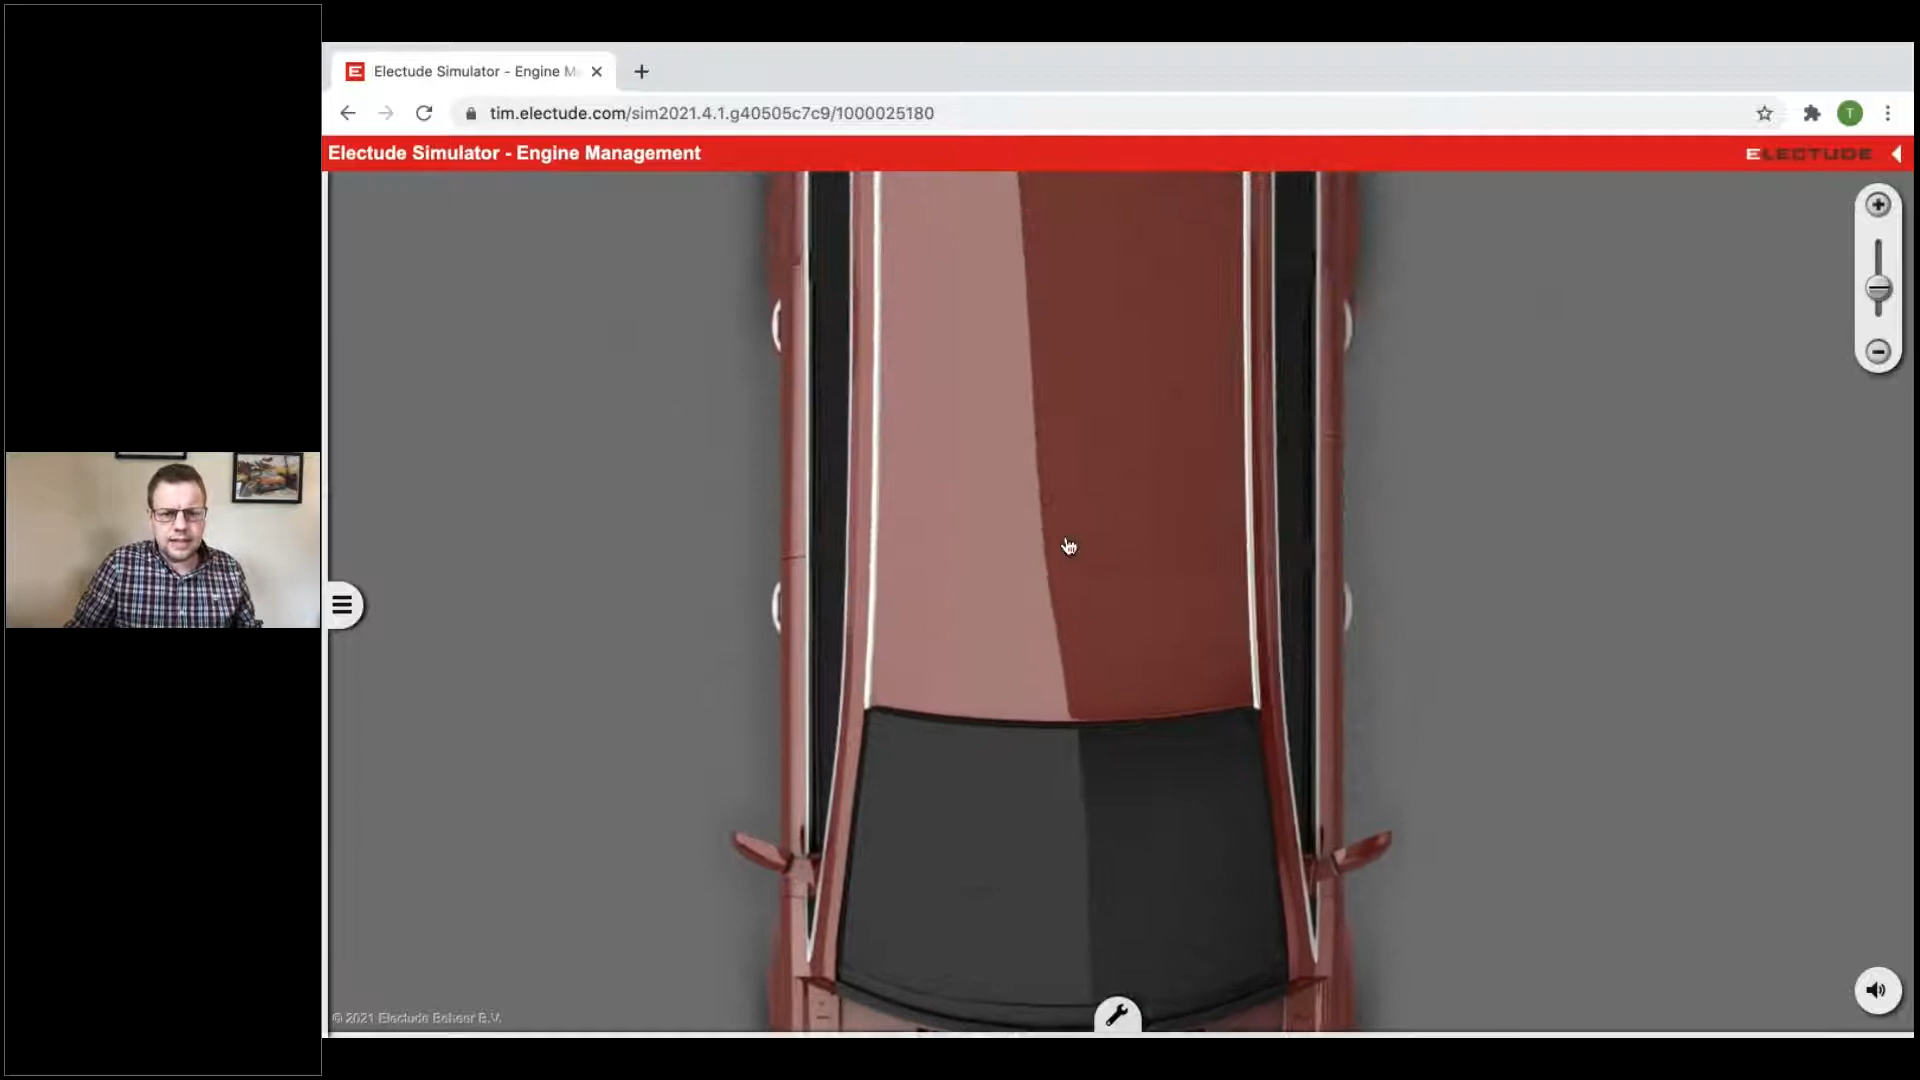 Electude Simulator - Engine M
tim.electude.com/sim2021.4.1.g40505c7c9/1000025180
T
Electude Simulator - Engine Management
ELECTUDE
© 2021 Electude Beheer B.V.